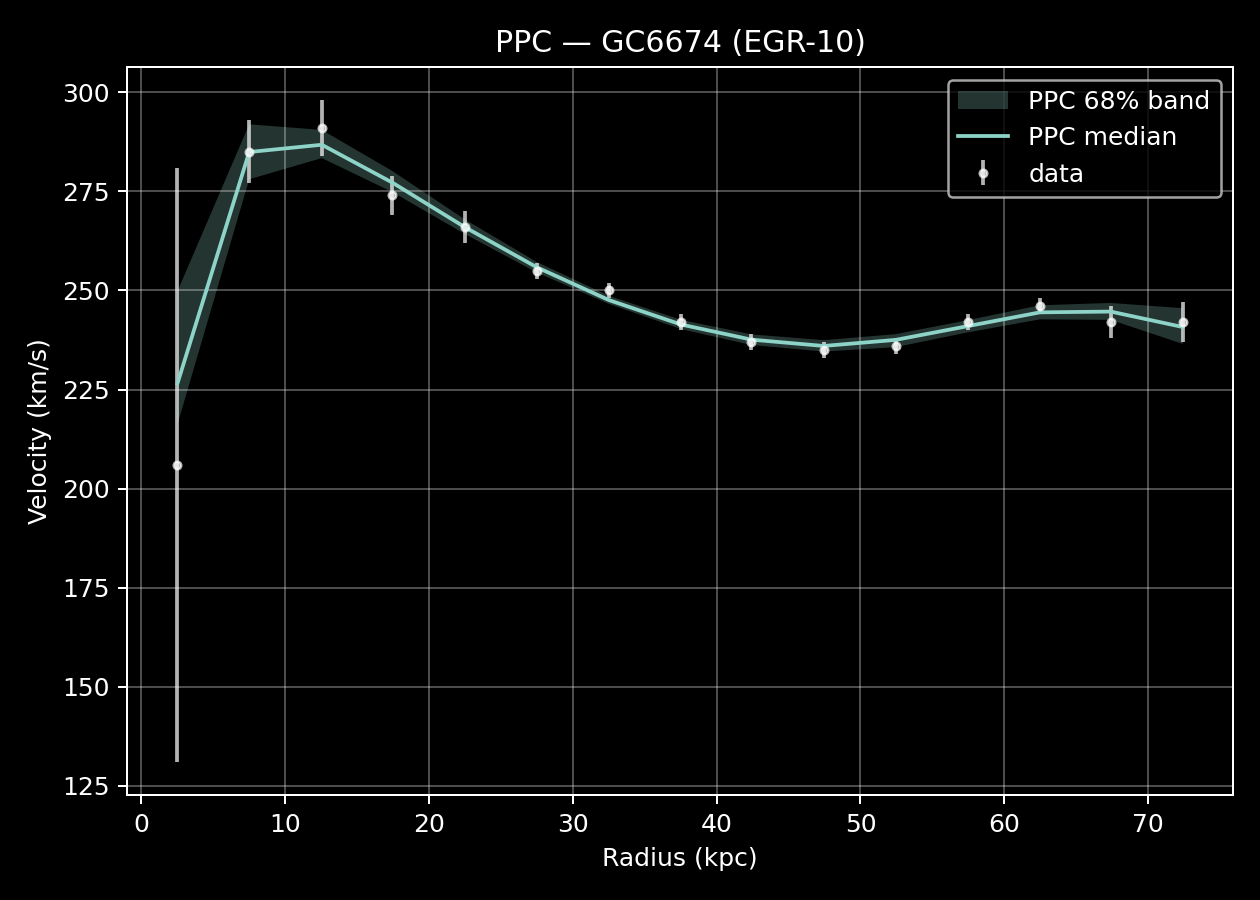 PPC — GC6674 (EGR-10)
300
275
250
225
200
175
150
125
Velocity (km/s)
PPC 68% band
PPC median
data
0 10 20 30 40 50 60 70
Radius (kpc)